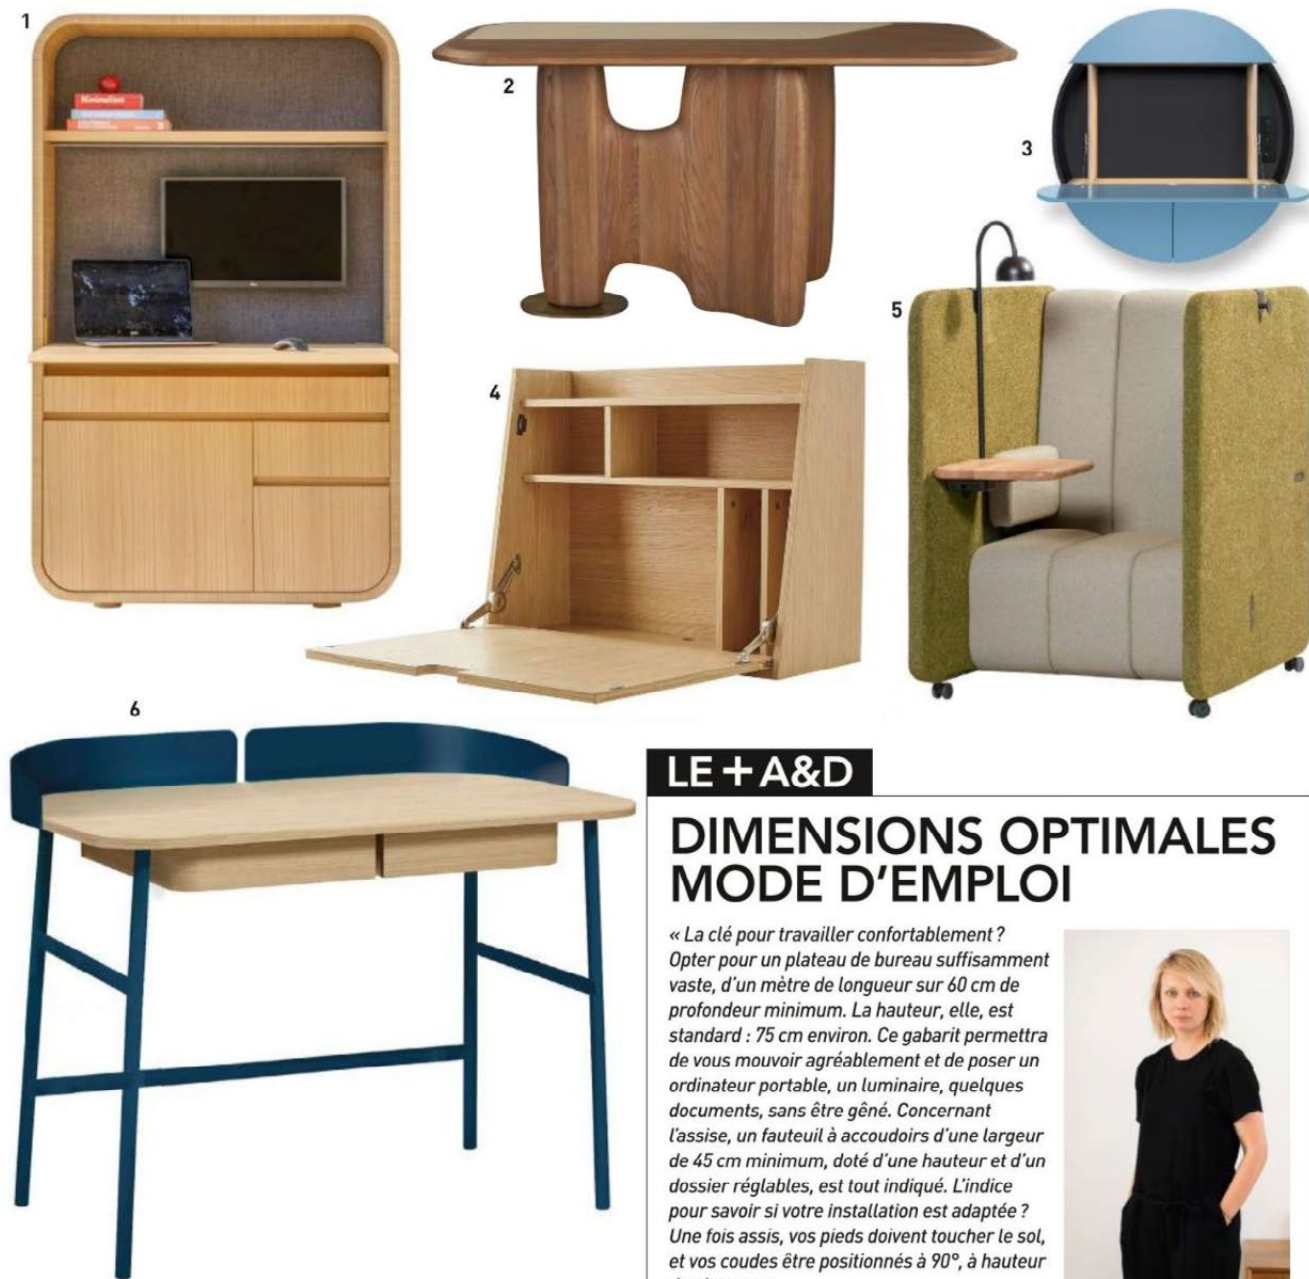 1
2
3
4
5
6
Minimalism
LE + A&D
DIMENSIONS OPTIMALES
MODE D'EMPLOI
« La clé pour travailler confortablement ?
Opter pour un plateau de bureau suffisamment
vaste, d'un mètre de longueur sur 60 cm de
profondeur minimum. La hauteur, elle, est
standard : 75 cm environ. Ce gabarit permettra
de vous mouvoir agréablement et de poser un
ordinateur portable, un luminaire, quelques
documents, sans être gêné. Concernant
l'assise, un fauteuil à accoudoirs d'une largeur
de 45 cm minimum, doté d'une hauteur et d'un
dossier réglables, est tout indiqué. L'indice
pour savoir si votre installation est adaptée ?
Une fois assis, vos pieds doivent toucher le sol,
et vos coudes être positionnés à 90°, à hauteur